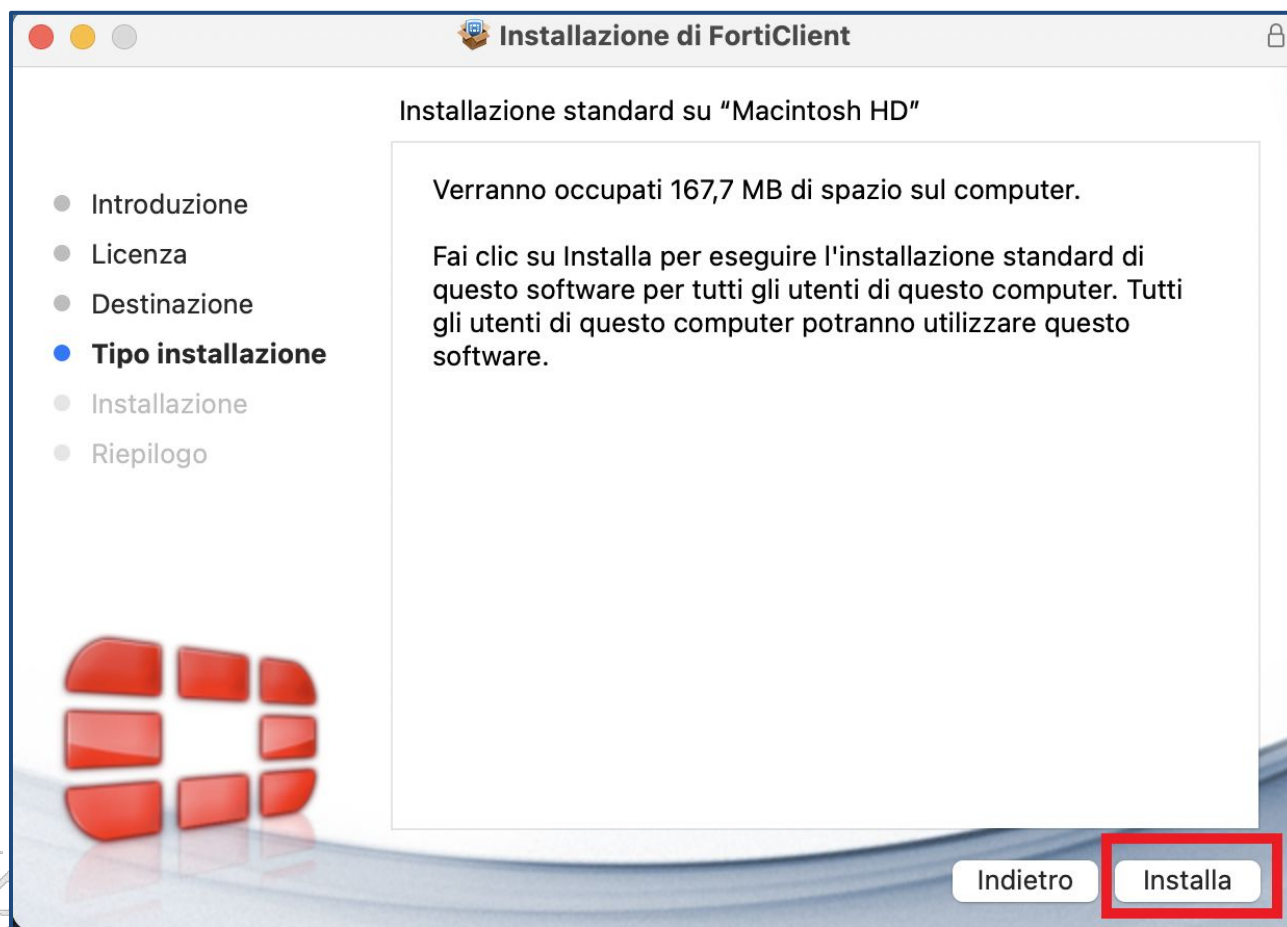 Installazione di FortiClient
Installazione standard su “Macintosh HD”
Introduzione
Licenza
Destinazione
Tipo installazione
Installazione
Riepilogo
Verranno occupati 167,7 MB di spazio sul computer.
Fai clic su Installa per eseguire l'installazione standard di
questo software per tutti gli utenti di questo computer. Tutti
gli utenti di questo computer potranno utilizzare questo
software.
Indietro
Installa